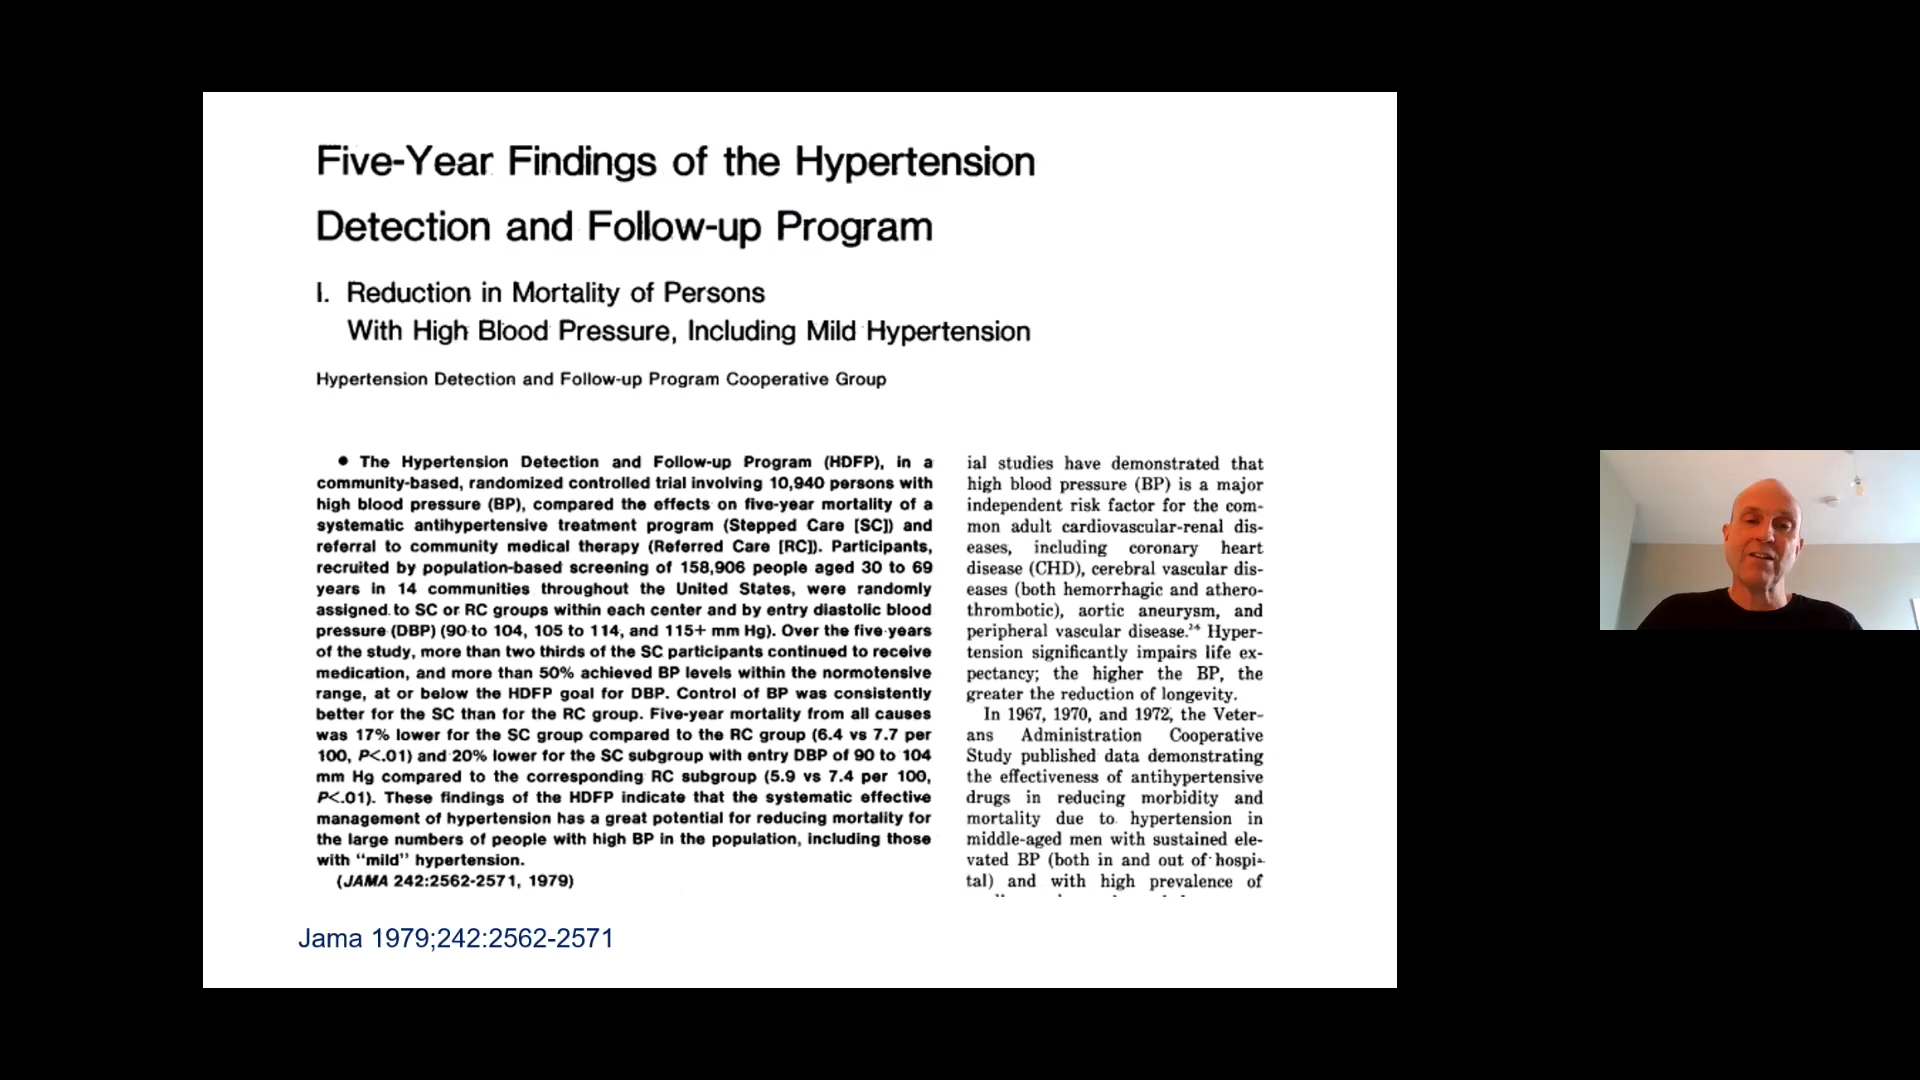 Five-Year Findings of the Hypertension
Detection and Follow-up Program
I. Reduction in Mortality of Persons
With High Blood Pressure, Including Mild Hypertension
Hypertension Detection and Follow-up Program Cooperative Group
● The Hypertension Detection and Follow-up Program (HDFP), in a
community-based, randomized controlled trial involving 10,940 persons with
high blood pressure (BP), compared the effects on five-year mortality of a
systematic antihypertensive treatment program (Stepped Care [SC]) and
referral to community medical therapy (Referred Care [RC]). Participants,
recruited by population-based screening of 158,906 people aged 30 to 69
years in 14 communities throughout the United States, were randomly
assigned to SC or RC groups within each center and by entry diastolic blood
pressure (DBP) (90 to 104, 105 to 114, and 115+ mm Hg). Over the five years
of the study, more than two thirds of the SC participants continued to receive
medication, and more than 50% achieved BP levels within the normotensive
range, at or below the HDFP goal for DBP. Control of BP was consistently
better for the SC than for the RC group. Five-year mortality from all causes
was 17% lower for the SC group compared to the RC group (6.4 vs 7.7 per
100, P<.01) and 20% lower for the SC subgroup with entry DBP of 90 to 104
mm Hg compared to the corresponding RC subgroup (5.9 vs 7.4 per 100,
P<.01). These findings of the HDFP indicate that the systematic effective
management of hypertension has a great potential for reducing mortality for
the large numbers of people with high BP in the population, including those
with "mild" hypertension.
(JAMA 242:2562-2571, 1979)
ial studies have demonstrated that
high blood pressure (BP) is a major
independent risk factor for the com-
mon adult cardiovascular-renal dis-
eases, including coronary heart
disease (CHD), cerebral vascular dis-
eases (both hemorrhagic and athero-
thrombotic), aortic aneurysm, and
peripheral vascular disease. Hyper-
tension significantly impairs life ex-
pectancy; the higher the BP, the
greater the reduction of longevity.
In 1967, 1970, and 1972, the Veter-
ans Administration Cooperative
Study published data demonstrating
the effectiveness of antihypertensive
drugs in reducing morbidity and
mortality due to hypertension in
middle-aged men with sustained ele-
vated BP (both in and out of hospi-
tal) and with high prevalence of
Jama 1979;242:2562-2571